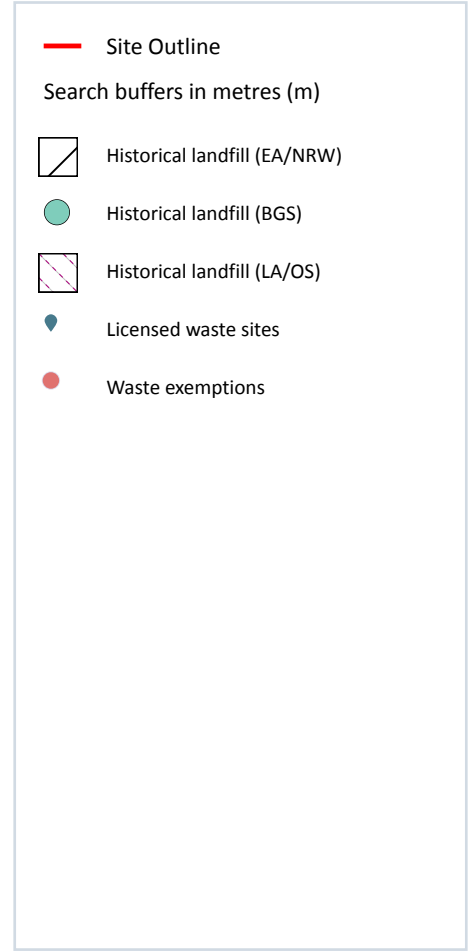 Site Outline
Search buffers in metres (m)
Historical landfill (EA/NRW)
Historical landfill (BGS)
Historical landfill (LA/OS)
Licensed waste sites
Waste exemptions